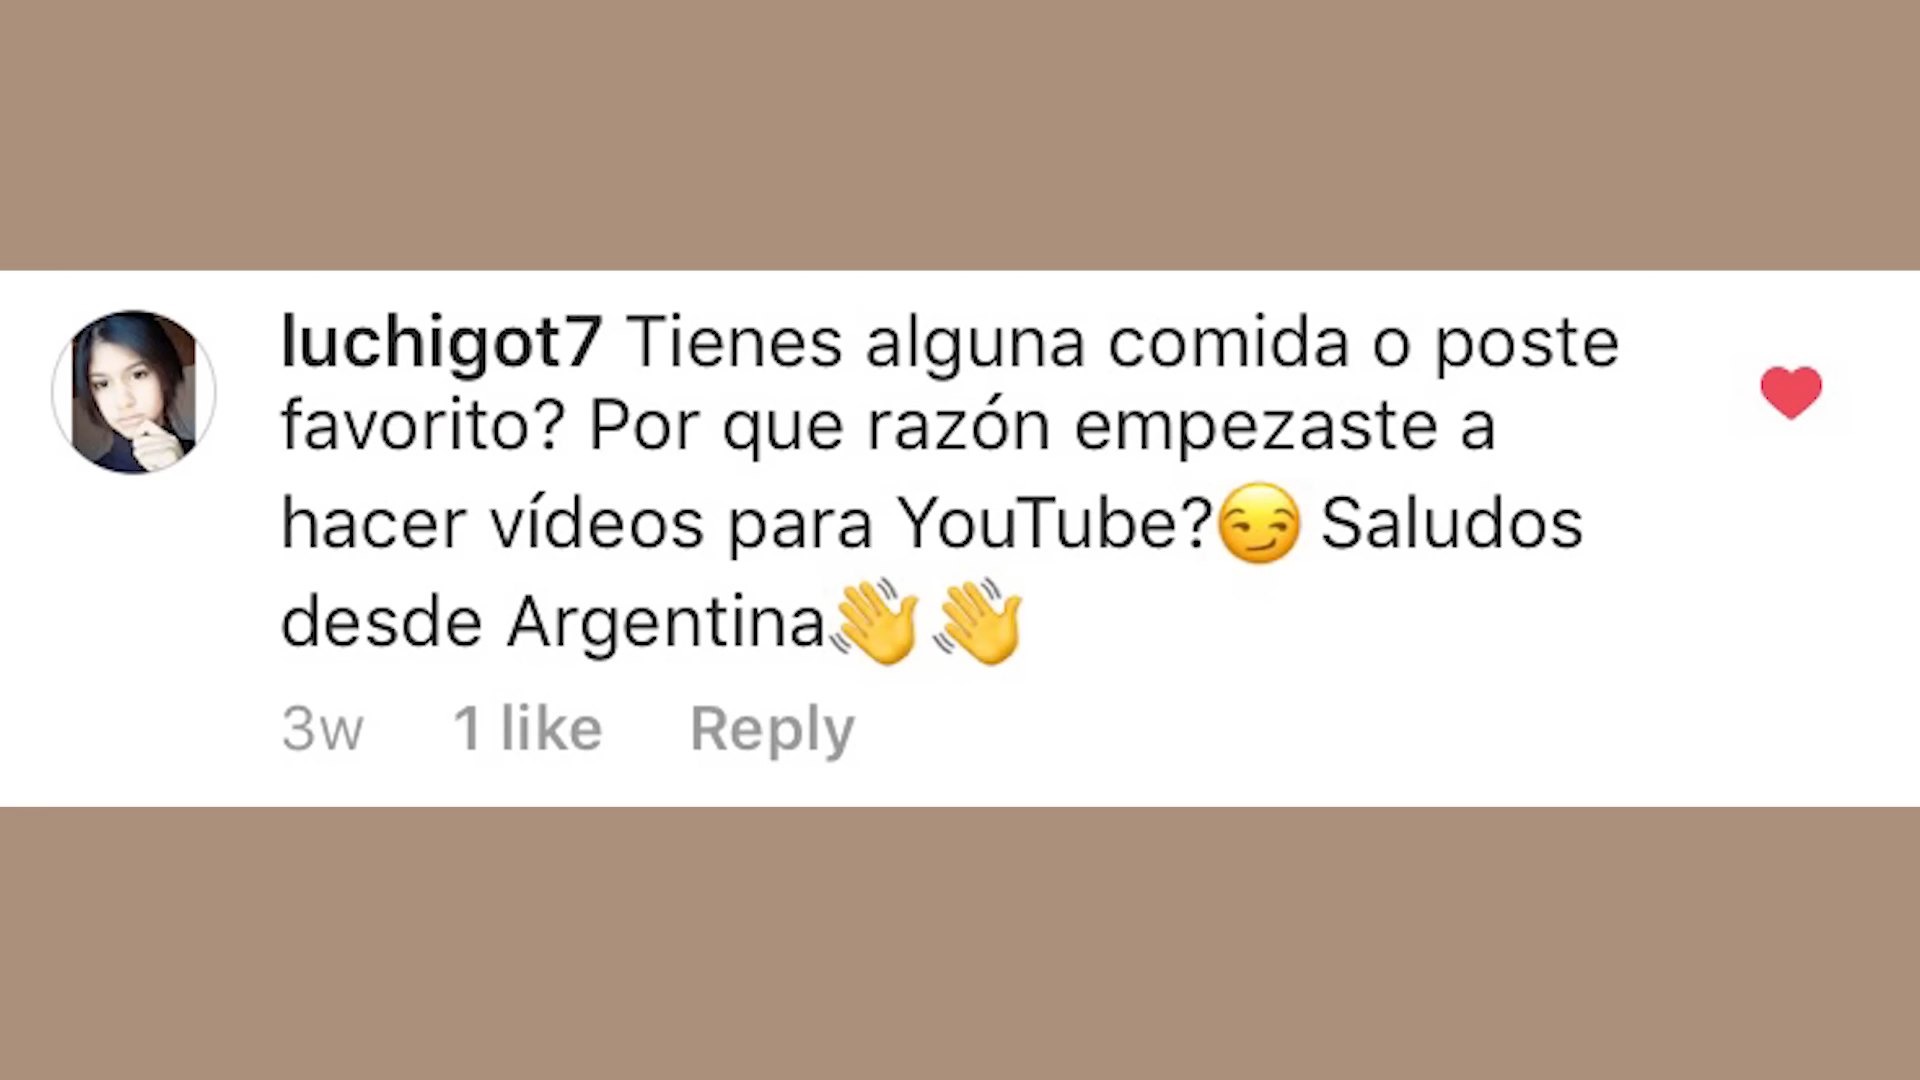 luchigot7 Tienes alguna comida o poste
favorito? Por que razón empezaste a
hacer vídeos para YouTube?😏 Saludos
desde Argentina👋👋
3w 1 like Reply